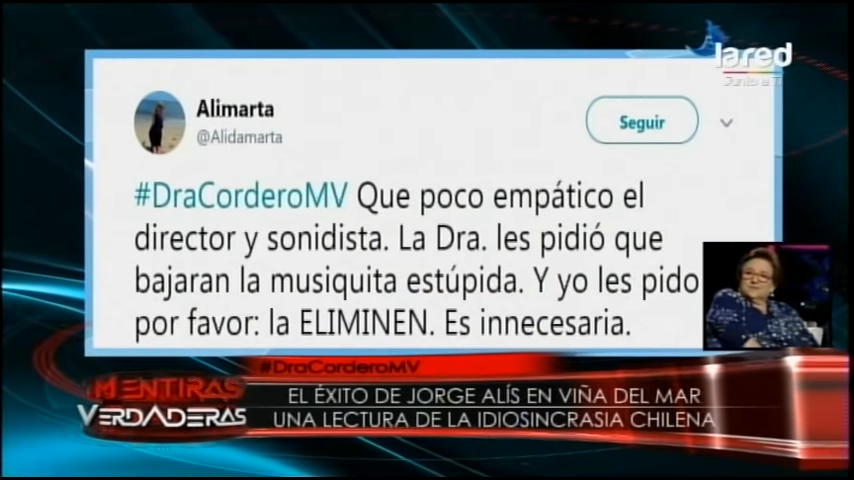 lared
Junto a Ti
Alimarta
@Alidamarta
Seguir
#DraCorderoMV Que poco empático el
director y sonidista. La Dra. les pidió que
bajaran la musiquita estúpida. Y yo les pido
por favor: la ELIMINEN. Es innecesaria.
#DraCorderoMV
MENTIRAS
VERDADERAS
EL ÉXITO DE JORGE ALÍS EN VIÑA DEL MAR
UNA LECTURA DE LA IDIOSINCRASIA CHILENA